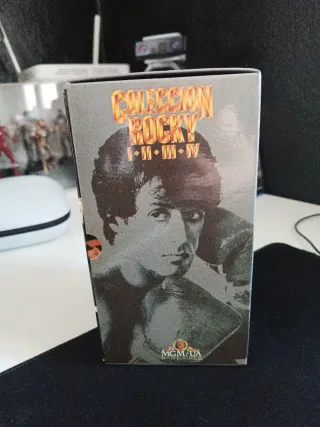 COLECCION
ROCKY
I • II • III • IV
MGM/UA